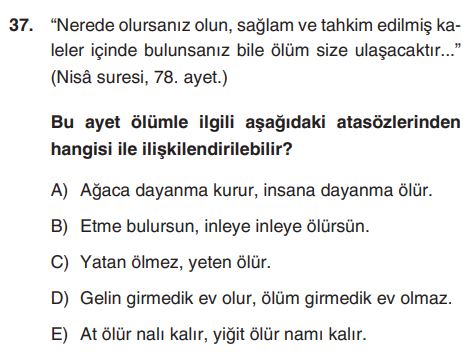 37. “Nerede olursanız olun, sağlam ve tahkim edilmiş ka-
leler içinde bulunsanız bile ölüm size ulaşacaktır...”
(Nisâ suresi, 78. ayet.)
Bu ayet ölümle ilgili aşağıdaki atasözlerinden
hangisi ile ilişkilendirilebilir?
A) Ağaca dayanma kurur, insana dayanma ölür.
B) Etme bulursun, inleye inleye ölürsün.
C) Yatan ölmez, yeten ölür.
D) Gelin girmedik ev olur, ölüm girmedik ev olmaz.
E) At ölür nalı kalır, yiğit ölür namı kalır.